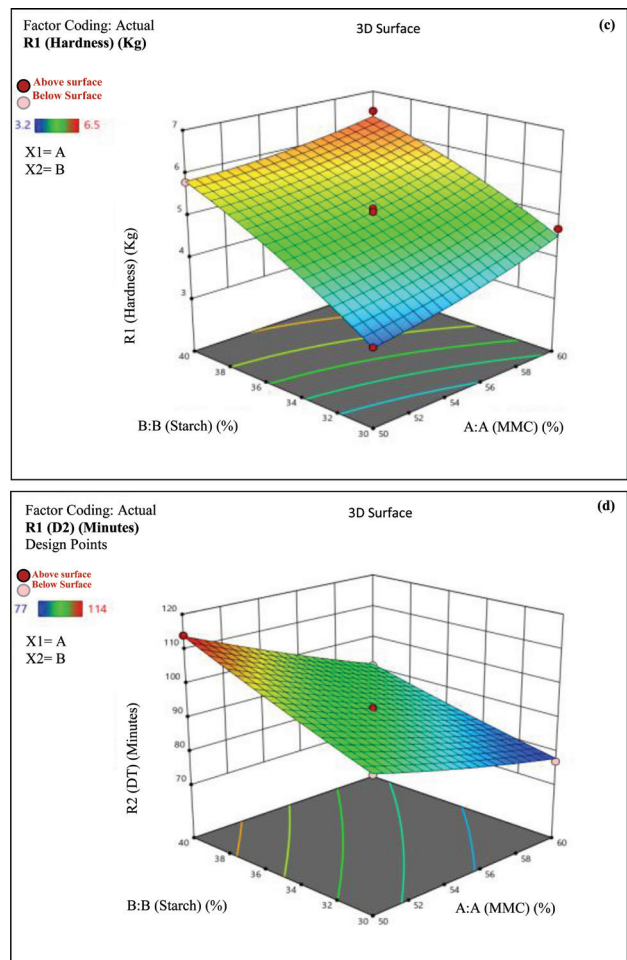 Factor Coding: Actual
R1 (Hardness) (Kg)
3D Surface
(c)
Above surface
Below Surface
3.2 6.5
X1= A
X2= B
7
6
5
4
3
R1 (Hardness) (Kg)
40
38
36
34
32
30
50
52
54
56
58
60
B:B (Starch) (%)
A:A (MMC) (%)
Factor Coding: Actual
R1 (D2) (Minutes)
Design Points
3D Surface
(d)
Above surface
Below Surface
77 114
X1= A
X2= B
120
110
100
90
80
70
R2 (DT) (Minutes)
40
38
36
34
32
30
50
52
54
56
58
60
B:B (Starch) (%)
A:A (MMC) (%)